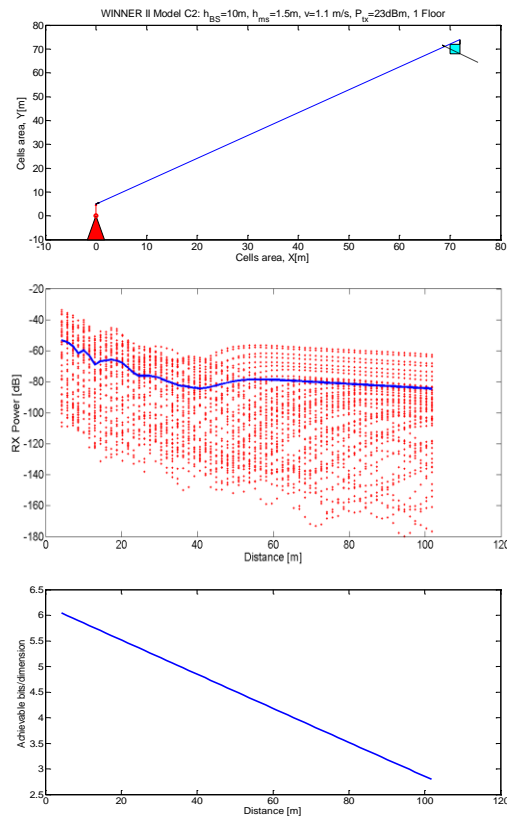 WINNER II Model C2: h_BS=10m, h_ms=1.5m, v=1.1 m/s, P_tx=23dBm, 1 Floor
80
70
60
50
40
30
20
10
0
-10
Cells area, Y[m]
-10 0 10 20 30 40 50 60 70 80
Cells area, X[m]
-20
-40
-60
-80
-100
-120
-140
-160
-180
RX Power [dB]
0 20 40 60 80 100 120
Distance [m]
6.5
6
5.5
5
4.5
4
3.5
3
2.5
Achievable bits/dimension
0 20 40 60 80 100 120
Distance [m]